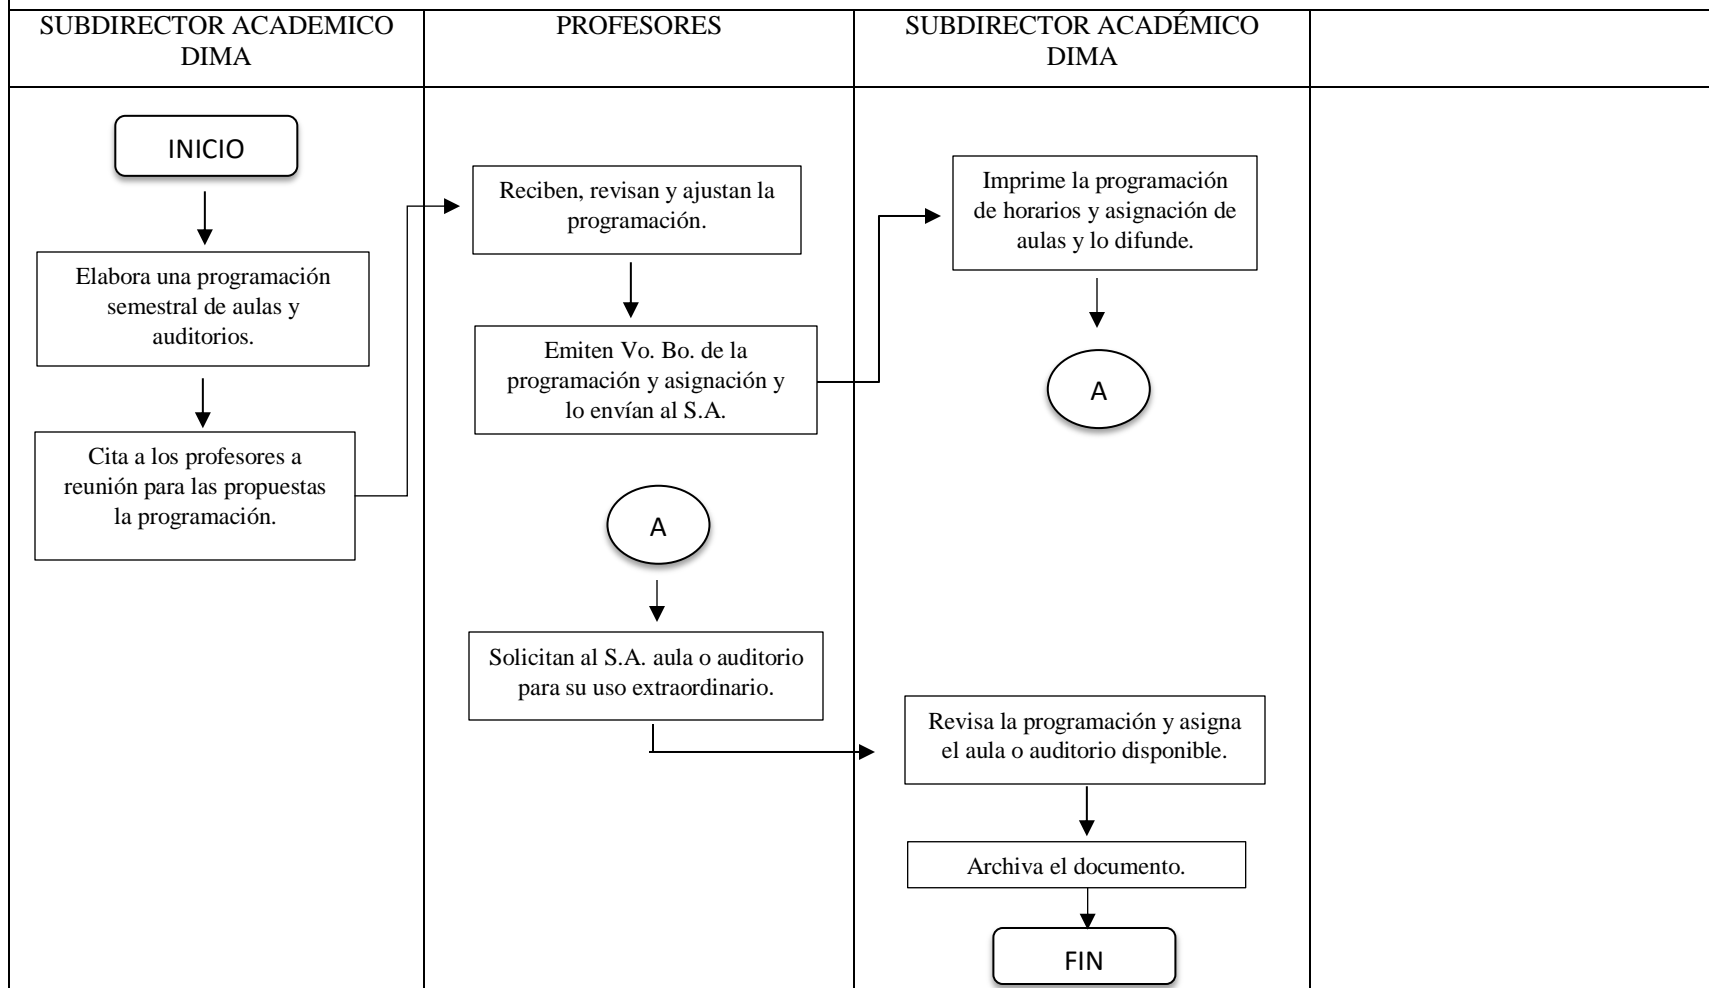 SUBDIRECTOR ACADEMICO
DIMA
PROFESORES
SUBDIRECTOR ACADÉMICO
DIMA
INICIO
Elabora una programación
semestral de aulas y
auditorios.
Cita a los profesores a
reunión para las propuestas
la programación.
Reciben, revisan y ajustan la
programación.
Emiten Vo. Bo. de la
programación y asignación y
lo envían al S.A.
Imprime la programación
de horarios y asignación de
aulas y lo difunde.
A
A
Solicitan al S.A. aula o auditorio
para su uso extraordinario.
Revisa la programación y asigna
el aula o auditorio disponible.
Archiva el documento.
FIN